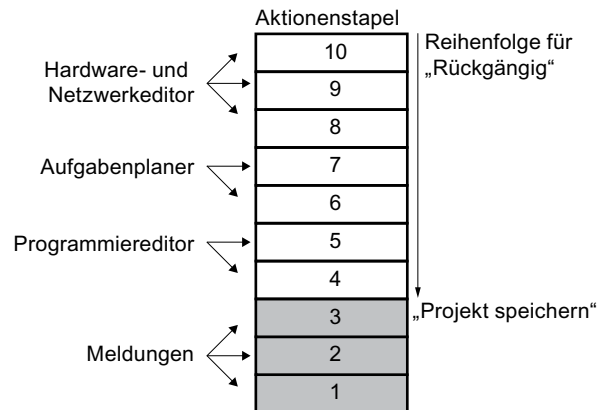 Aktionenstapel
10
Reihenfolge für
„Rückgängig“
Hardware- und
Netzwerkeditor
9
8
Aufgabenplaner
7
6
Programmiereditor
5
4
3
„Projekt speichern“
Meldungen
2
1